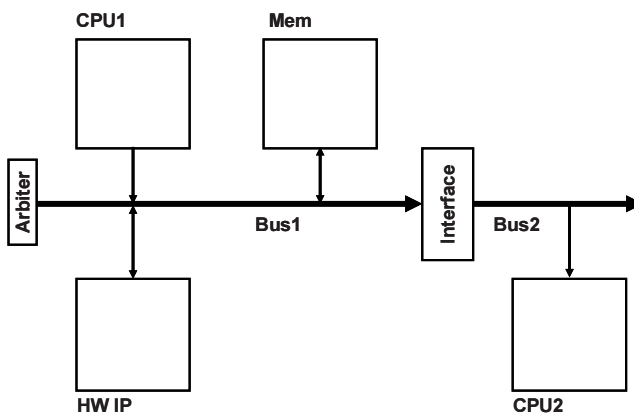 CPU1
Mem
Arbiter
Bus1
Interface
Bus2
HW IP
CPU2